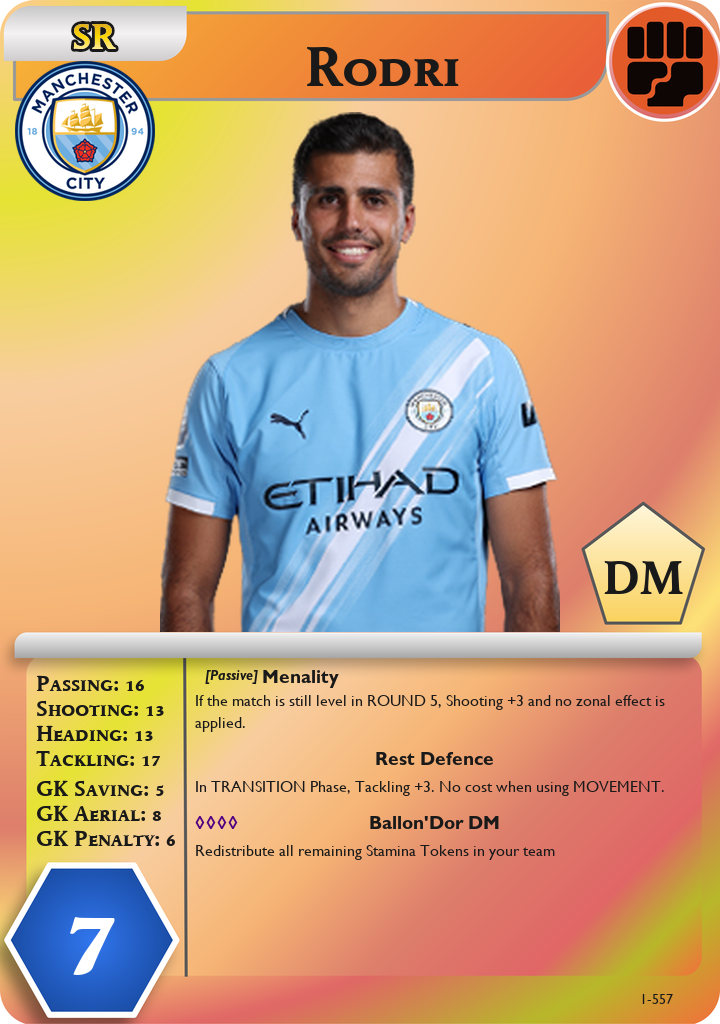 SR
Rodri
MANCHESTER
18 94
CITY
ETIHAD
AIRWAYS
DM
Passing: 16
Shooting: 13
Heading: 13
Tackling: 17
GK Saving: 5
GK Aerial: 8
GK Penalty: 6
7
[Passive] Menality
If the match is still level in ROUND 5, Shooting +3 and no zonal effect is
applied.
Rest Defence
In TRANSITION Phase, Tackling +3. No cost when using MOVEMENT.
◊◊◊◊ Ballon'Dor DM
Redistribute all remaining Stamina Tokens in your team
1-557